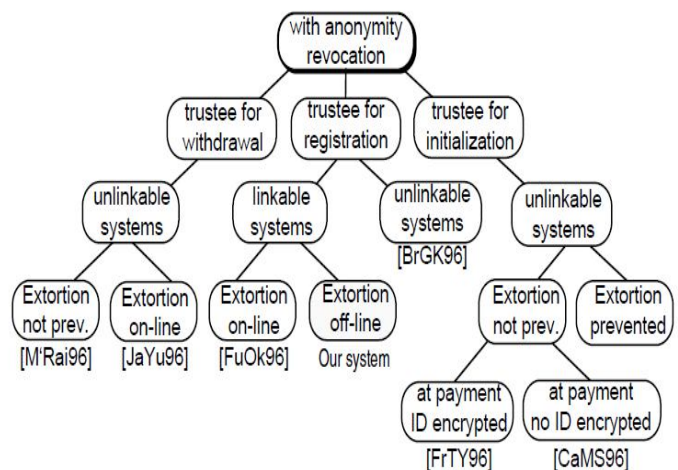 with anonymity
revocation
trustee for
withdrawal
trustee for
registration
trustee for
initialization
unlinkable
systems
linkable
systems
unlinkable
systems
[BrGK96]
unlinkable
systems
Extortion
not prev.
[M'Rai96]
Extortion
on-line
[JaYu96]
Extortion
on-line
[FuOk96]
Extortion
off-line
Our system
Extortion
not prev.
Extortion
prevented
at payment
ID encrypted
[FrTY96]
at payment
no ID encrypted
[CaMS96]